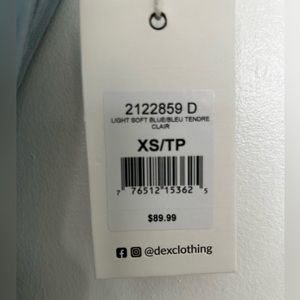 2122859 D
LIGHT SOFT BLUE/BLEU TENDRE
CLAIR
XS/TP
7 76512 15362 5
$89.99
@dexclothing